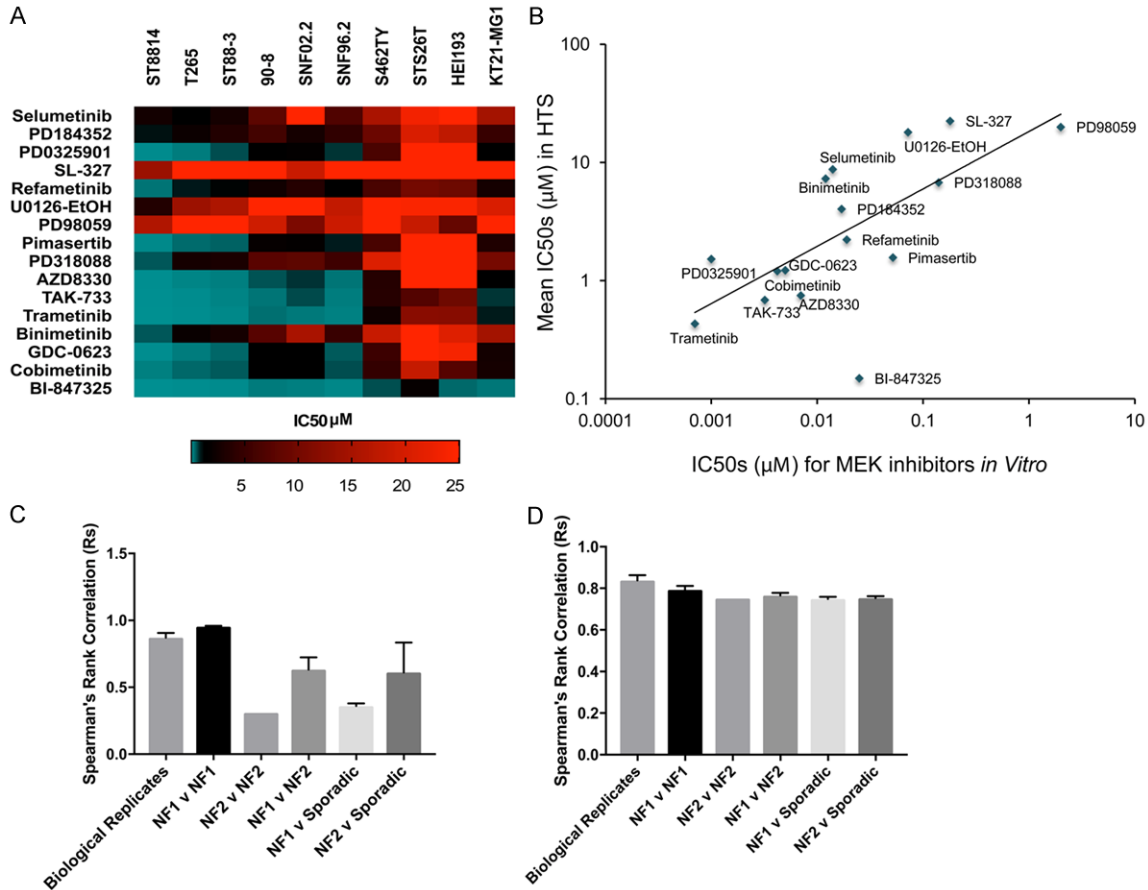 A
ST8814
T265
ST88-3
90-8
SNF02.2
SNF96.2
S462TY
STS26T
HEI193
KT21-MG1
Selumetinib
PD184352
PD0325901
SL-327
Refametinib
U0126-EtOH
PD98059
Pimasertib
PD318088
AZD8330
TAK-733
Trametinib
Binimetinib
GDC-0623
Cobimetinib
BI-847325
IC50 µM
5 10 15 20 25
B
Mean IC50s (µM) in HTS
100
10
1
0.1
0.0001 0.001 0.01 0.1 1 10
IC50s (µM) for MEK inhibitors in Vitro
SL-327
PD98059
U0126-EtOH
Selumetinib
Binimetinib
PD318088
PD184352
Refametinib
Pimasertib
PD0325901
GDC-0623
Cobimetinib
AZD8330
TAK-733
Trametinib
BI-847325
C
Spearman's Rank Correlation (Rs)
1.5
1.0
0.5
0.0
Biological Replicates
NF1 v NF1
NF2 v NF2
NF1 v NF2
NF1 v Sporadic
NF2 v Sporadic
D
Spearman's Rank Correlation (Rs)
1.0
0.8
0.6
0.4
0.2
0.0
Biological Replicates
NF1 v NF1
NF2 v NF2
NF1 v NF2
NF1 v Sporadic
NF2 v Sporadic